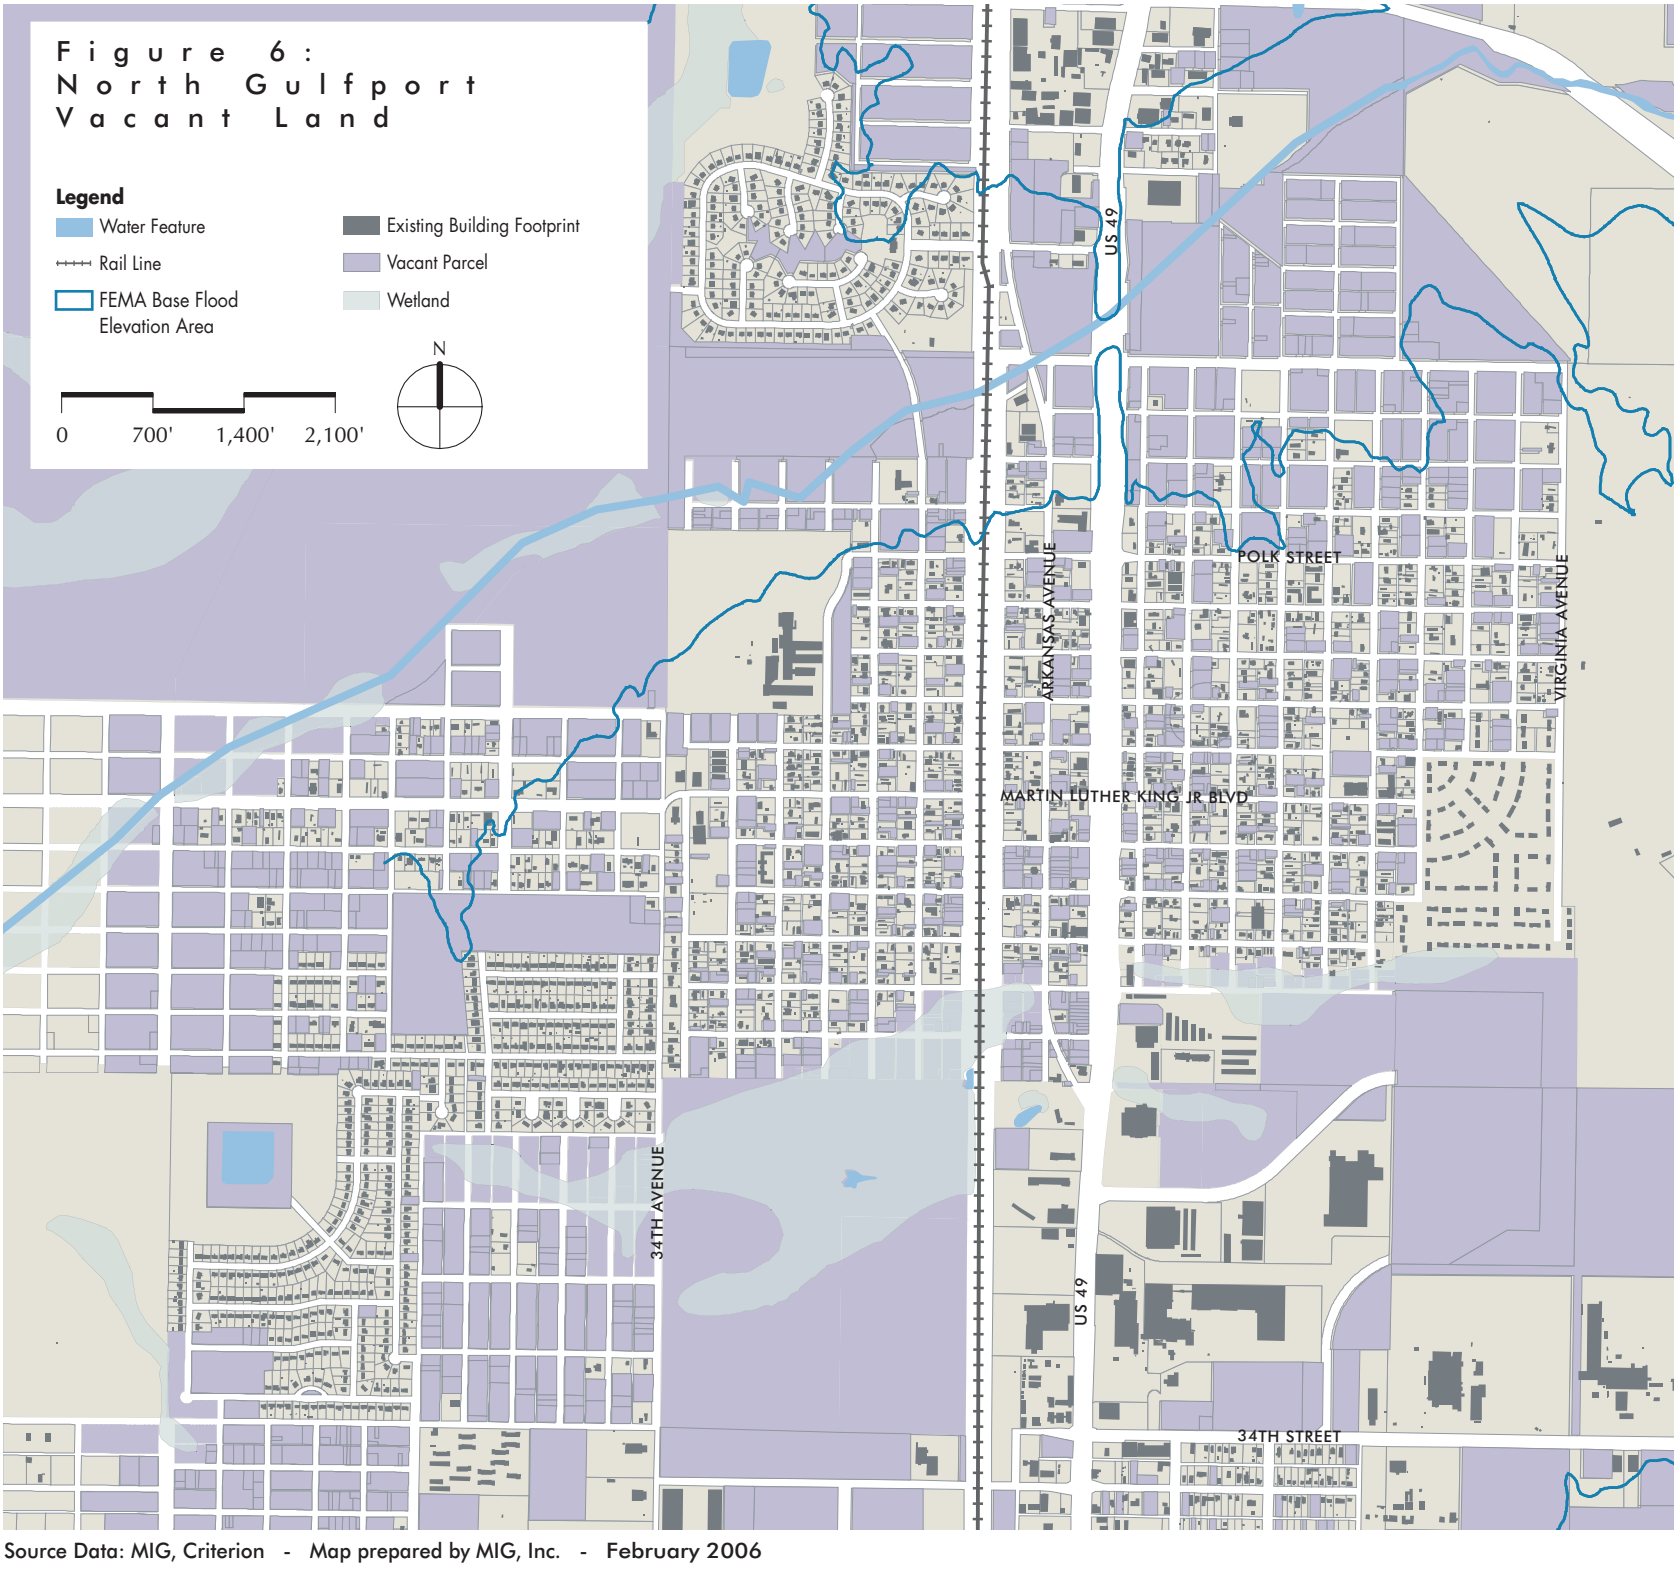 Figure 6:
North Gulfport
Vacant Land
Legend
Water Feature
Rail Line
FEMA Base Flood
Elevation Area
Existing Building Footprint
Vacant Parcel
Wetland
N
0 700' 1,400' 2,100'
US 49
POLK STREET
ARKANSAS AVENUE
VIRGINIA AVENUE
MARTIN LUTHER KING JR BLVD
34TH AVENUE
US 49
34TH STREET
Source Data: MIG, Criterion - Map prepared by MIG, Inc. - February 2006